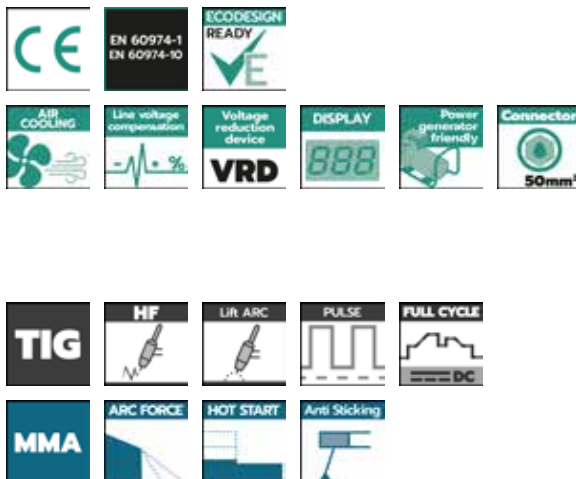 CE
EN 60974-1
EN 60974-10
ECODESIGN
READY
E
AIR
COOLING
Line voltage
compensation
- + %
Voltage
reduction
device
VRD
DISPLAY
888
Power
generator
friendly
Connector
50mm²
TIG
HF
Lift ARC
PULSE
FULL CYCLE
DC
MMA
ARC FORCE
HOT START
Anti Sticking